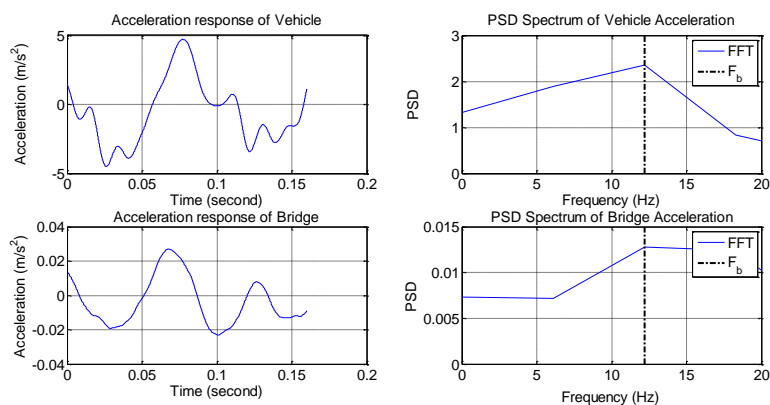 Acceleration response of Vehicle
Acceleration (m/s²)
5
0
-5
0
0.05
0.1
0.15
0.2
Time (second)
PSD Spectrum of Vehicle Acceleration
PSD
3
2
1
0
0
5
10
15
20
Frequency (Hz)
FFT
F_b
Acceleration response of Bridge
Acceleration (m/s²)
0.04
0.02
0
-0.02
-0.04
0
0.05
0.1
0.15
0.2
Time (second)
PSD Spectrum of Bridge Acceleration
PSD
0.015
0.01
0.005
0
0
5
10
15
20
Frequency (Hz)
FFT
F_b